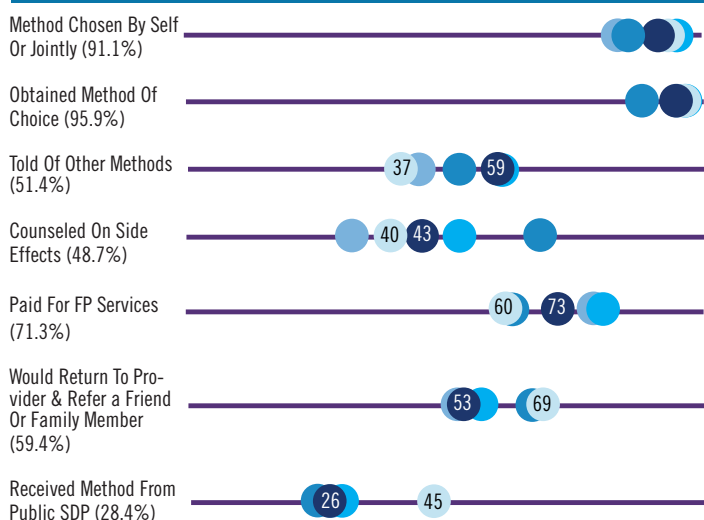 Method Chosen By Self
Or Jointly (91.1%)
Obtained Method Of
Choice (95.9%)
Told Of Other Methods
(51.4%)
37
59
Counseled On Side
Effects (48.7%)
40
43
Paid For FP Services
(71.3%)
60
73
Would Return To Pro-
vider & Refer a Friend
Or Family Member
(59.4%)
53
69
Received Method From
Public SDP (28.4%)
26
45